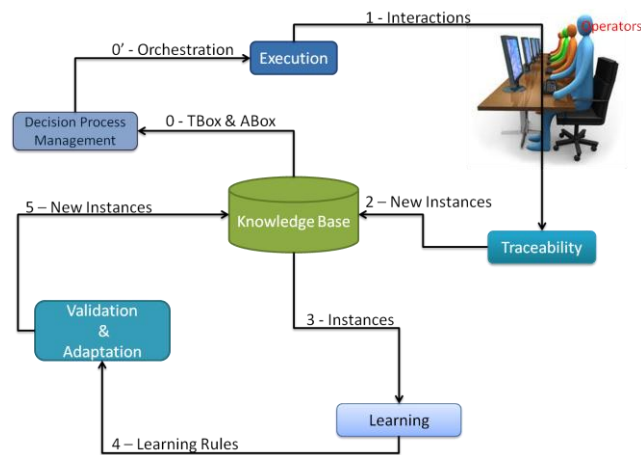 1 - Interactions
Operators
0’ - Orchestration
Execution
Decision Process
Management
0 - TBox & ABox
5 – New Instances
Knowledge Base
2 – New Instances
Traceability
Validation
&
Adaptation
3 - Instances
Learning
4 – Learning Rules